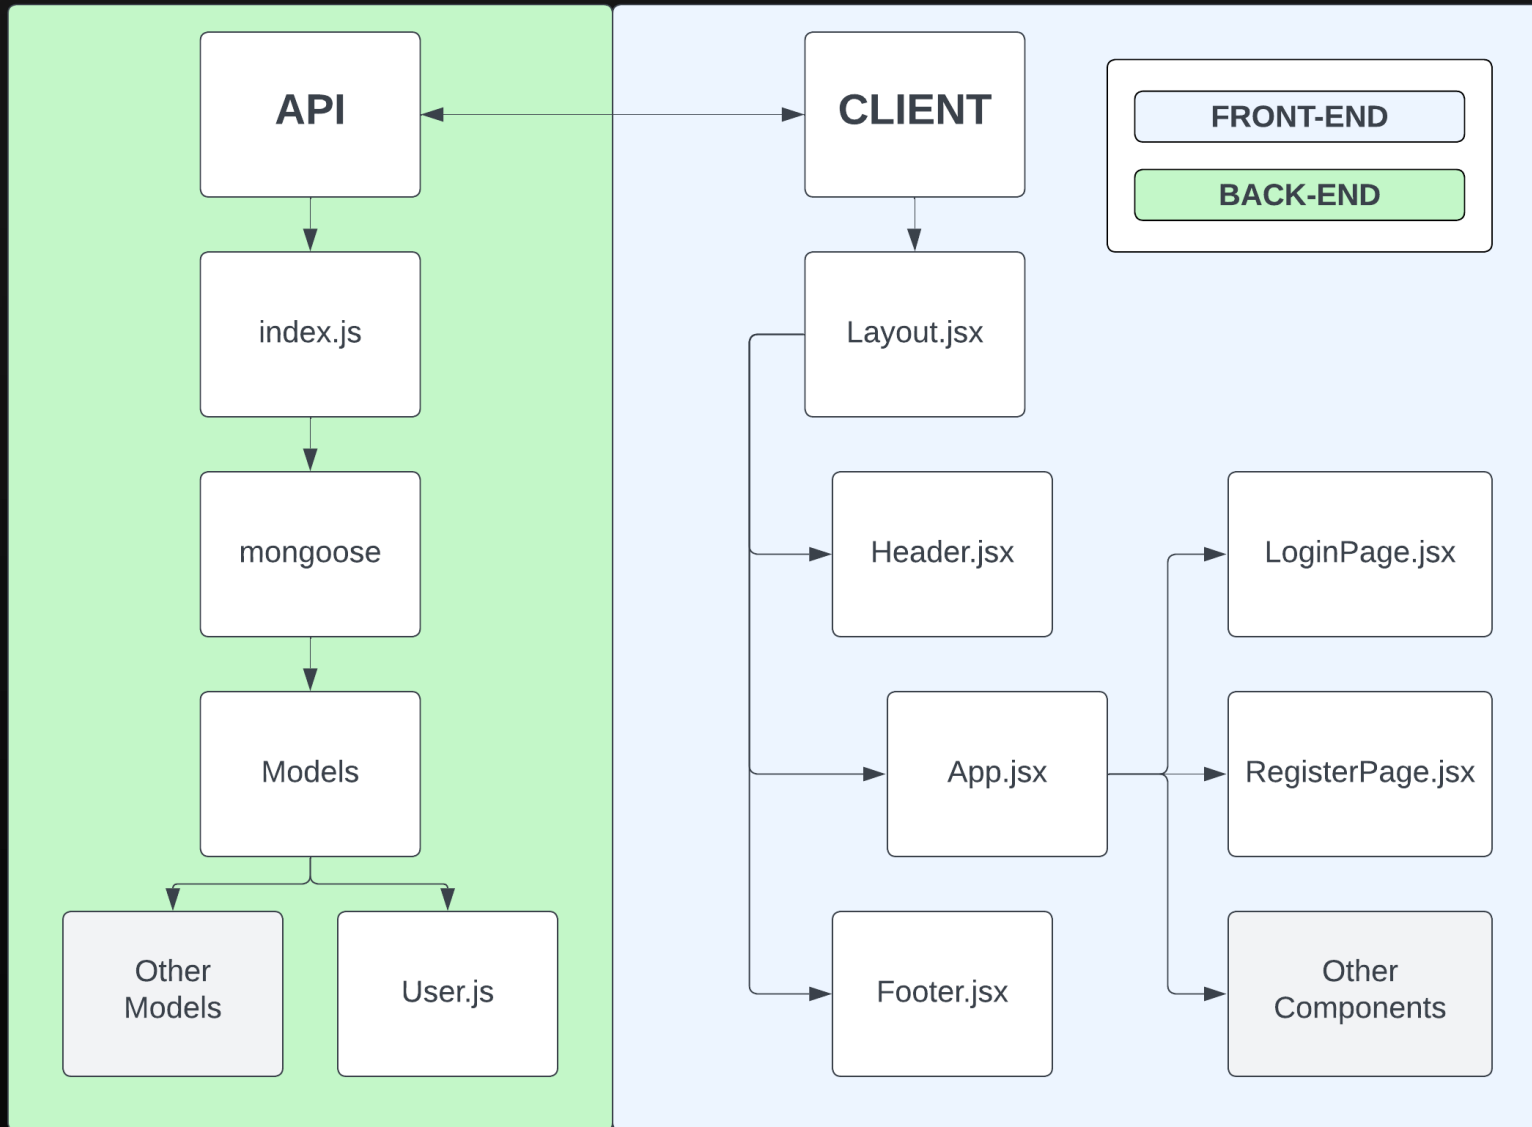 API
CLIENT
FRONT-END
BACK-END
index.js
Layout.jsx
mongoose
Header.jsx
LoginPage.jsx
Models
App.jsx
RegisterPage.jsx
Other
Models
User.js
Footer.jsx
Other
Components